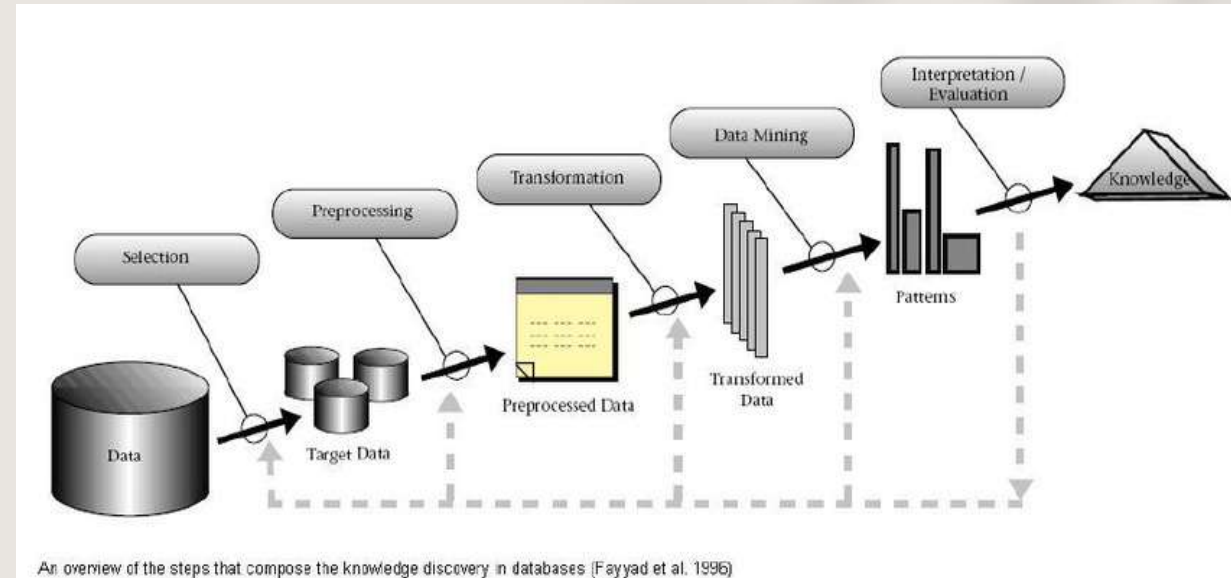 Interpretation /
Evaluation
Data Mining
Knowledge
Transformation
Preprocessing
Patterns
Selection
Transformed
Data
Preprocessed Data
Target Data
Data
An overview of the steps that compose the knowledge discovery in databases (Fayyad et al. 1996)